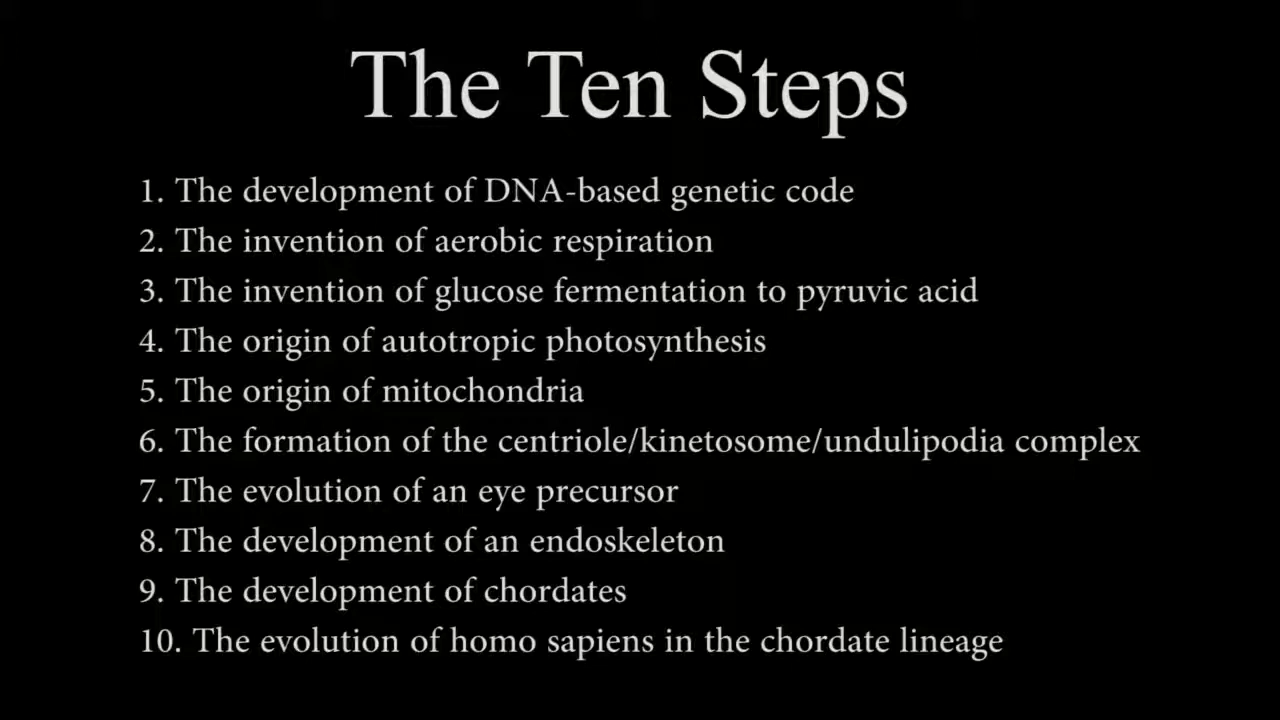 The Ten Steps
1. The development of DNA-based genetic code
2. The invention of aerobic respiration
3. The invention of glucose fermentation to pyruvic acid
4. The origin of autotropic photosynthesis
5. The origin of mitochondria
6. The formation of the centriole/kinetosome/undulipodia complex
7. The evolution of an eye precursor
8. The development of an endoskeleton
9. The development of chordates
10. The evolution of homo sapiens in the chordate lineage